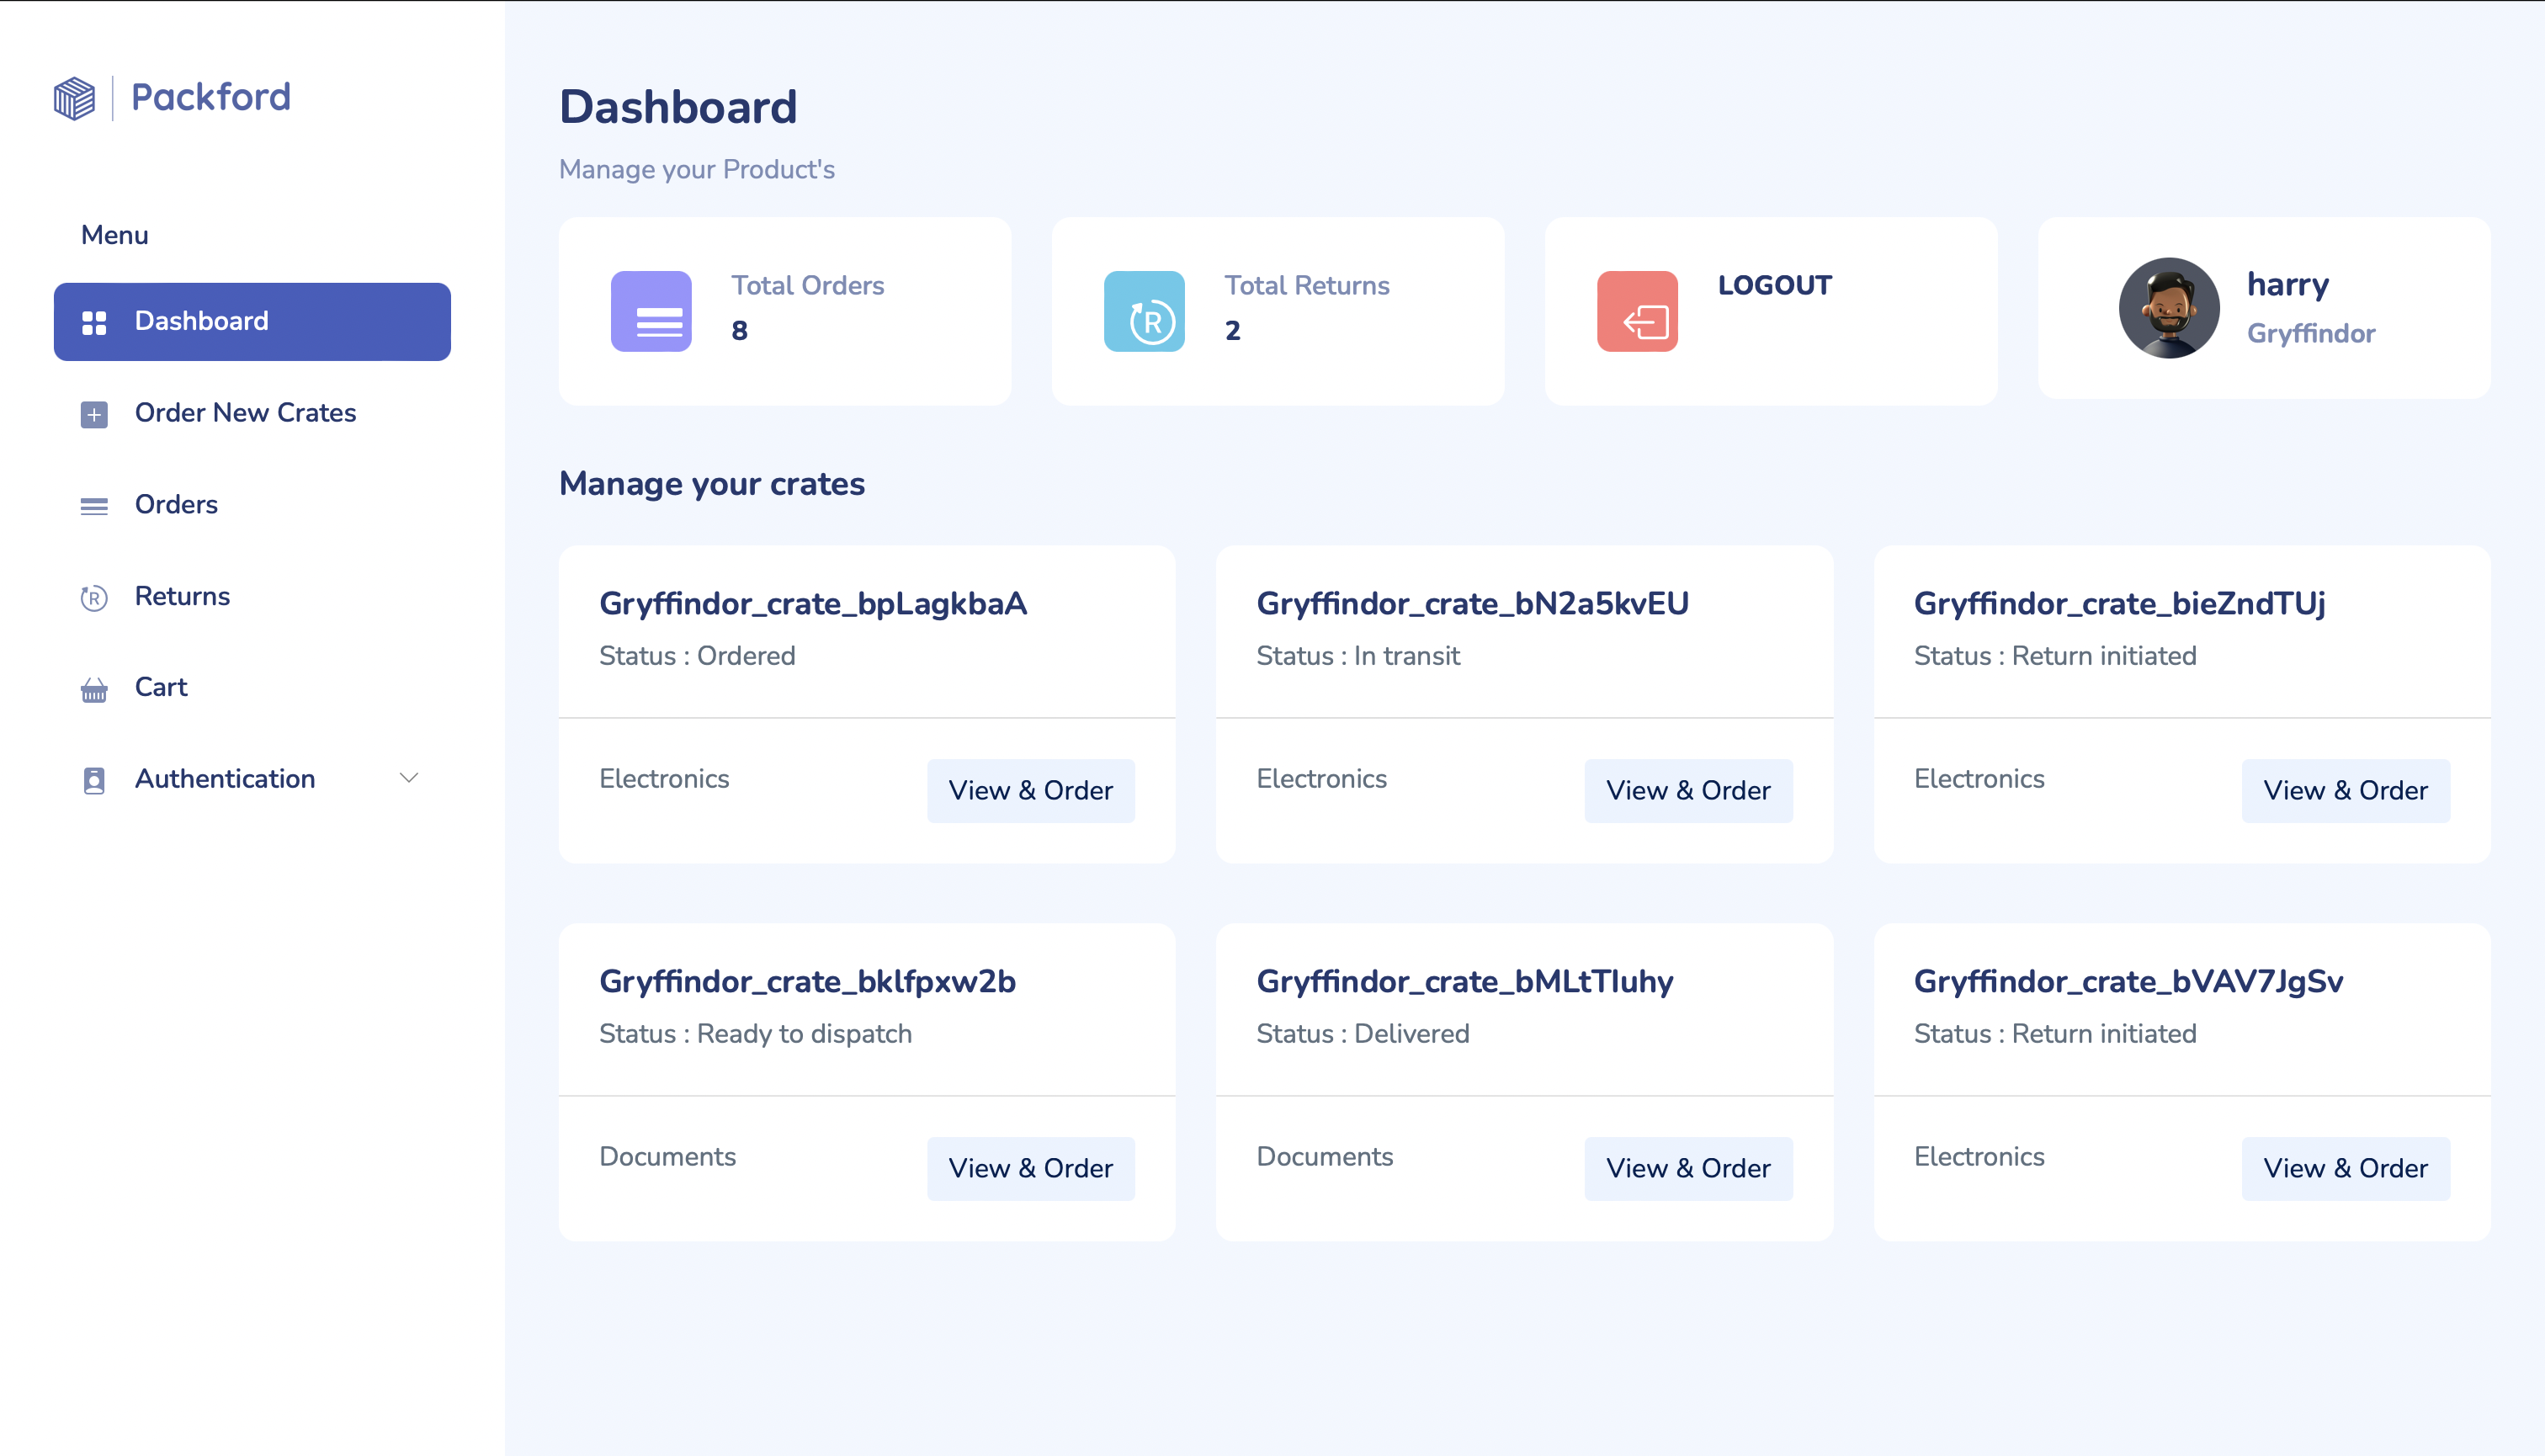 Packford
Menu
Dashboard
Order New Crates
Orders
Returns
Cart
Authentication
Dashboard
Manage your Product's
Total Orders
8
Total Returns
2
LOGOUT
harry
Gryffindor
Manage your crates
Gryffindor_crate_bpLagkbaA
Status : Ordered
Electronics
View & Order
Gryffindor_crate_bN2a5kvEU
Status : In transit
Electronics
View & Order
Gryffindor_crate_bieZndTUj
Status : Return initiated
Electronics
View & Order
Gryffindor_crate_bklfpxw2b
Status : Ready to dispatch
Documents
View & Order
Gryffindor_crate_bMLtTIuhy
Status : Delivered
Documents
View & Order
Gryffindor_crate_bVAV7JgSv
Status : Return initiated
Electronics
View & Order